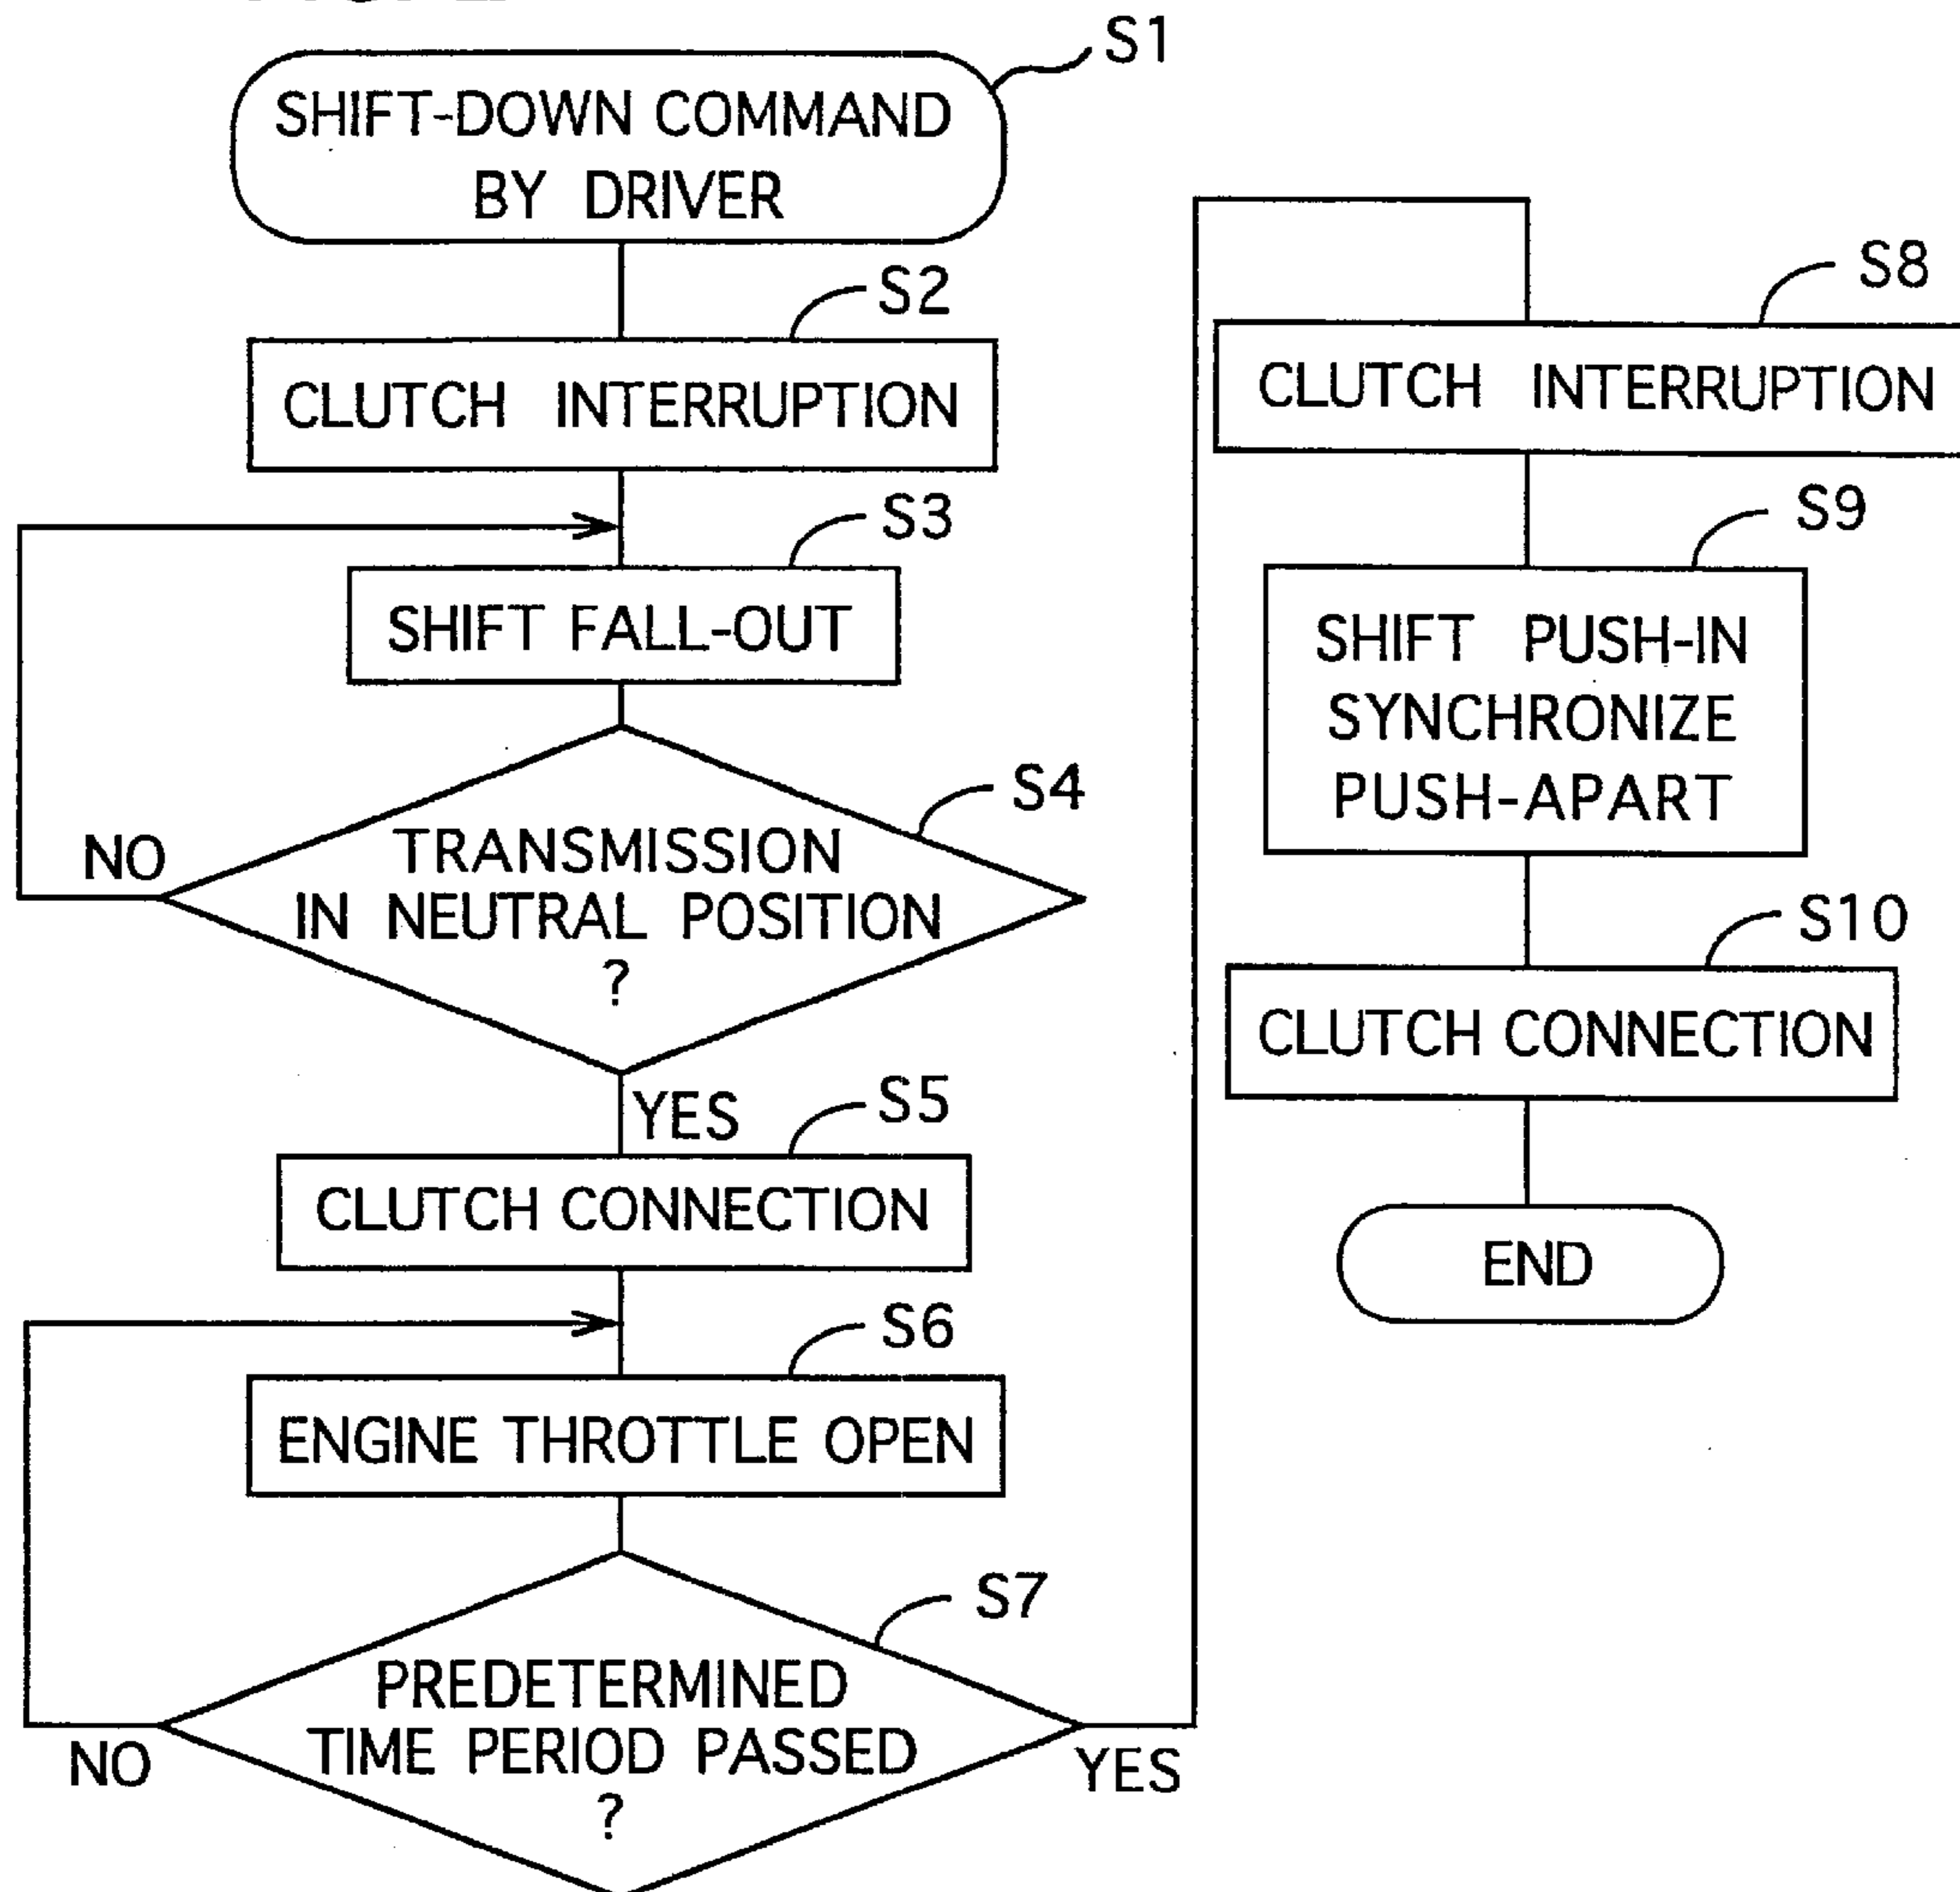 S1
SHIFT-DOWN COMMAND
BY DRIVER
S2
CLUTCH INTERRUPTION
S3
SHIFT FALL-OUT
S4
TRANSMISSION
IN NEUTRAL POSITION
?
NO
YES
S5
CLUTCH CONNECTION
S6
ENGINE THROTTLE OPEN
S7
PREDETERMINED
TIME PERIOD PASSED
?
NO
YES
S8
CLUTCH INTERRUPTION
S9
SHIFT PUSH-IN
SYNCHRONIZE
PUSH-APART
S10
CLUTCH CONNECTION
END